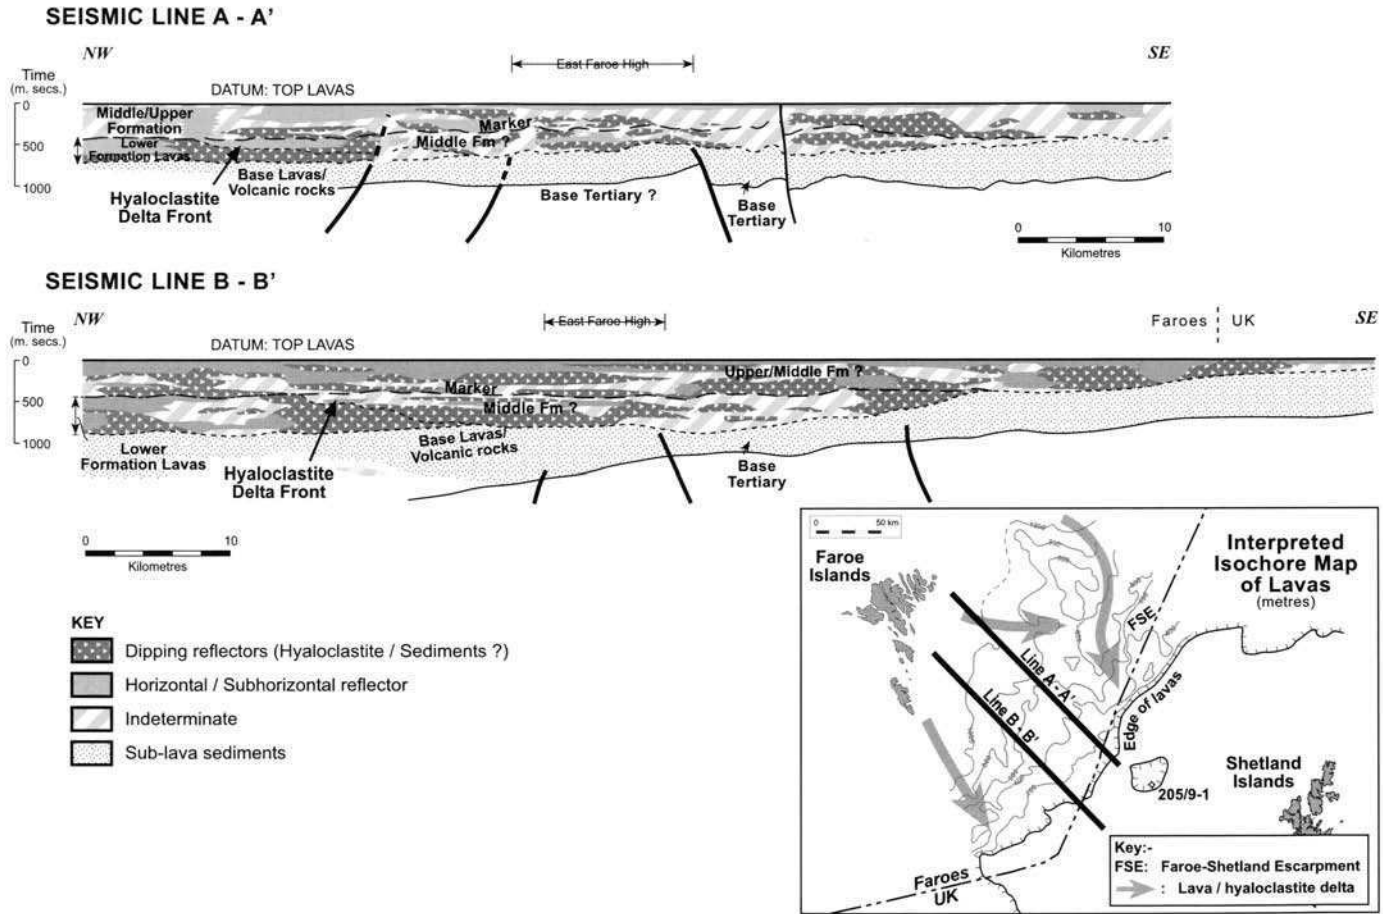 SEISMIC LINE A - A'
NW
SE
East Faroe High
Time
(m. secs.)
DATUM: TOP LAVAS
0
500
1000
Middle/Upper
Formation
Lower
Formation Lavas
Marker
Middle Fm ?
Base Lavas/
Volcanic rocks
Hyaloclastite
Delta Front
Base Tertiary ?
Base
Tertiary
0 10
Kilometres
SEISMIC LINE B - B'
NW
East Faroe High
Faroes UK
SE
Time
(m. secs.)
DATUM: TOP LAVAS
0
500
1000
Upper/Middle Fm ?
Marker
Middle Fm ?
Base Lavas/
Volcanic rocks
Lower
Formation Lavas
Hyaloclastite
Delta Front
Base
Tertiary
0 10
Kilometres
KEY
Dipping reflectors (Hyaloclastite / Sediments ?)
Horizontal / Subhorizontal reflector
Indeterminate
Sub-lava sediments
0 50 km
Faroe
Islands
Interpreted
Isochore Map
of Lavas
(metres)
FSE
Line A - A'
Line B - B'
Edge of lavas
Shetland
Islands
205/9-1
Faroes
UK
Key:-
FSE: Faroe-Shetland Escarpment
: Lava / hyaloclastite delta